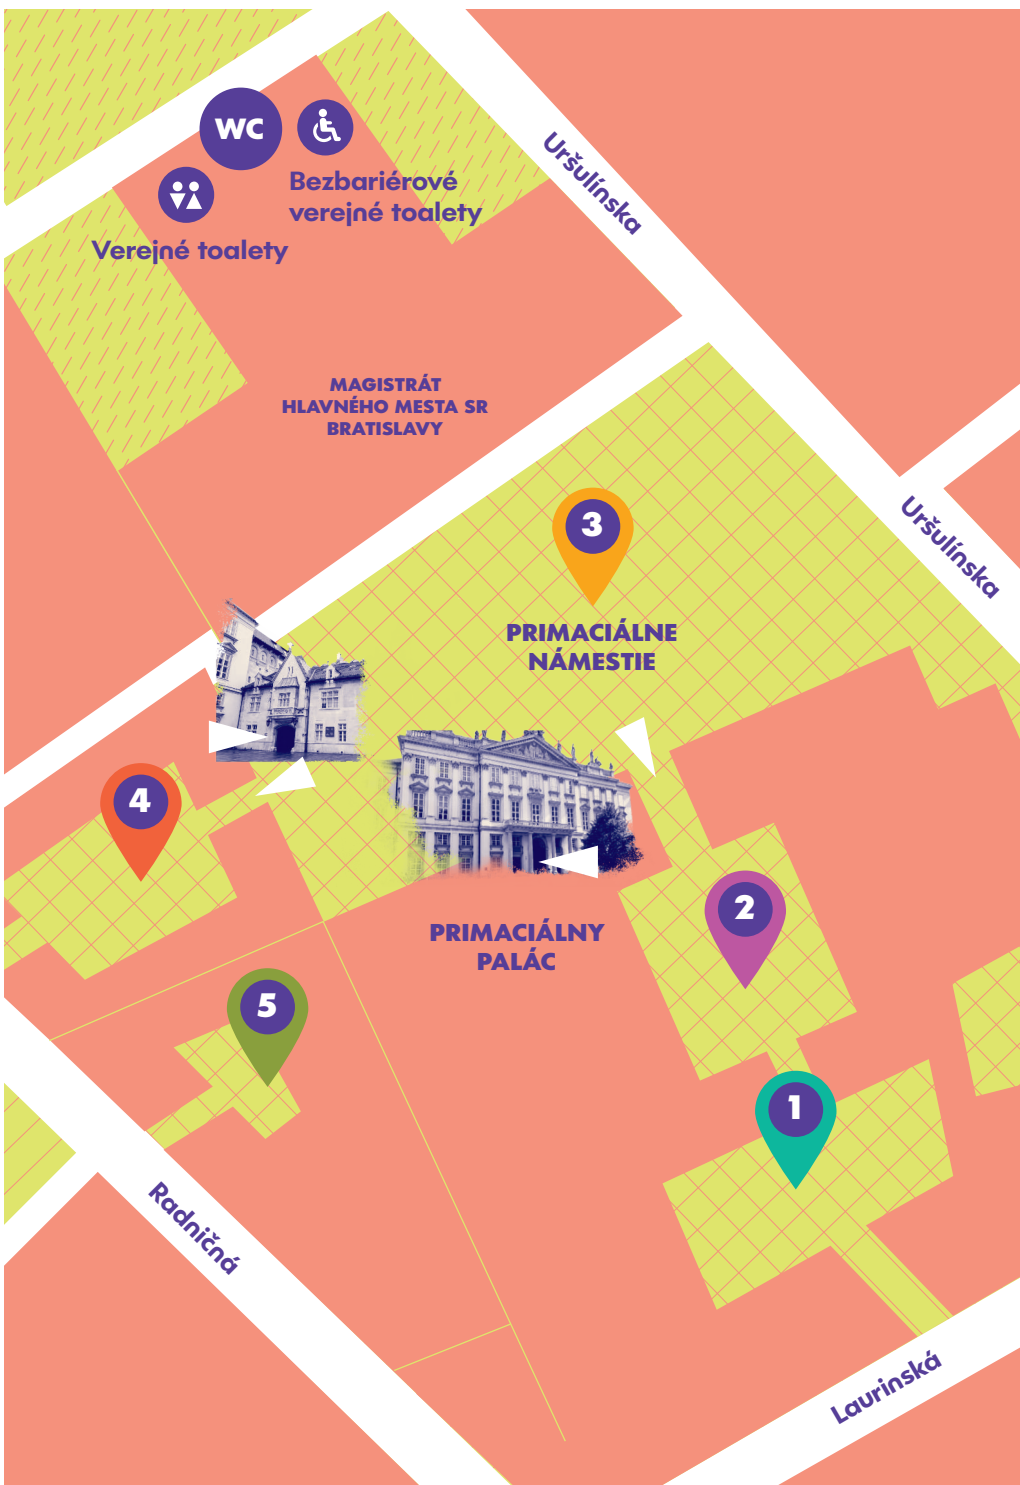 WC
Bezbariérové
verejné toalety
Verejné toalety
Uršulínska
MAGISTRÁT
HLAVNÉHO MESTA SR
BRATISLAVY
Uršulínska
3
PRIMACIÁLNE
NÁMESTIE
4
2
PRIMACIÁLNY
PALÁC
5
1
Radničná
Laurinská